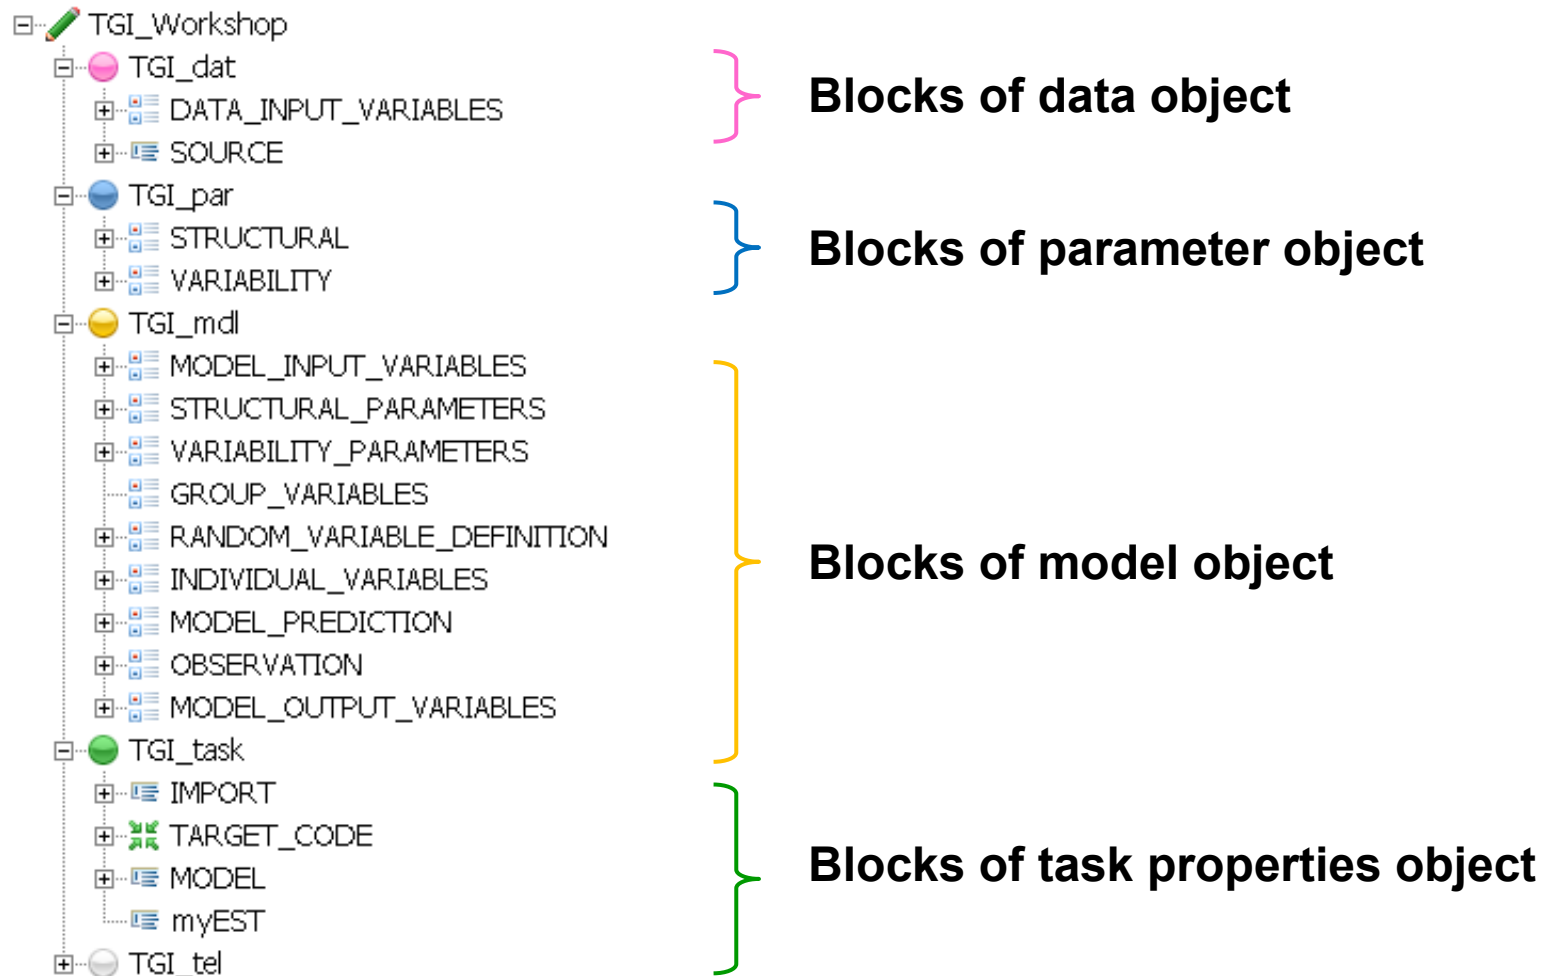 TGI_Workshop
TGI_dat
DATA_INPUT_VARIABLES
SOURCE
Blocks of data object
TGI_par
STRUCTURAL
VARIABILITY
Blocks of parameter object
TGI_mdl
MODEL_INPUT_VARIABLES
STRUCTURAL_PARAMETERS
VARIABILITY_PARAMETERS
GROUP_VARIABLES
RANDOM_VARIABLE_DEFINITION
INDIVIDUAL_VARIABLES
MODEL_PREDICTION
OBSERVATION
MODEL_OUTPUT_VARIABLES
Blocks of model object
TGI_task
IMPORT
TARGET_CODE
MODEL
myEST
Blocks of task properties object
TGI_tel